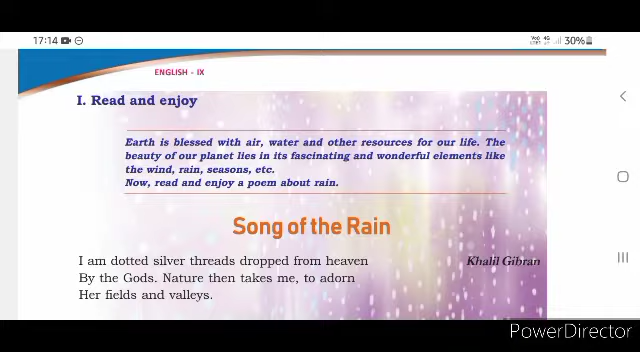 17:14
30%
ENGLISH - IX
I. Read and enjoy
Earth is blessed with air, water and other resources for our life. The
beauty of our planet lies in its fascinating and wonderful elements like
the wind, rain, seasons, etc.
Now, read and enjoy a poem about rain.
Song of the Rain
I am dotted silver threads dropped from heaven
Khalil Gibran
By the Gods. Nature then takes me, to adorn
Her fields and valleys.
PowerDirector